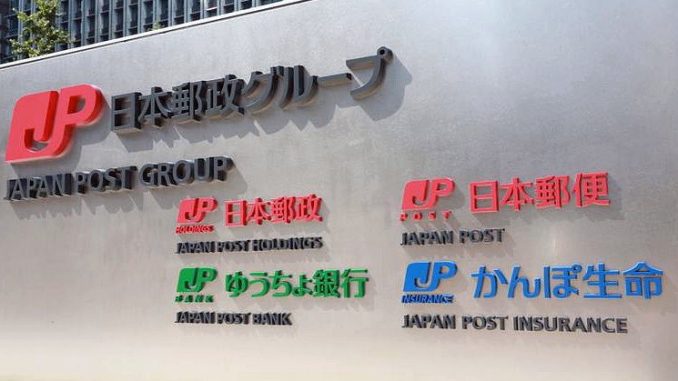 JP 日本郵政グループ
JAPAN POST GROUP
JP HOLDINGS 日本郵政
JAPAN POST HOLDINGS
JP POST 日本郵便
JAPAN POST
JP BANK ゆうちょ銀行
JAPAN POST BANK
JP INSURANCE かんぽ生命
JAPAN POST INSURANCE